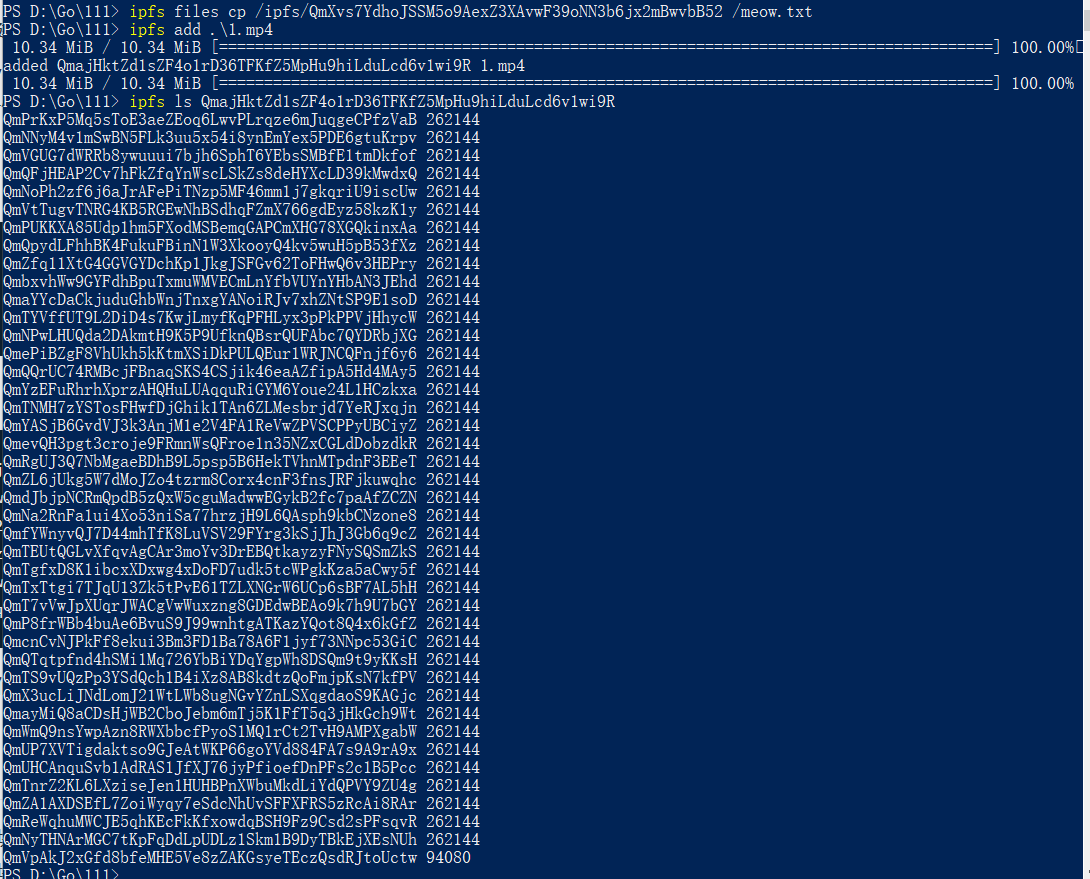 PS D:\Go\111> ipfs files cp /ipfs/QmXvs7YdhoJSSM5o9AexZ3XAvwF39oNN3b6jx2mBwvbB52 /meow.txt
PS D:\Go\111> ipfs add .\1.mp4
10.34 MiB / 10.34 MiB [======================================================================================] 100.00%
added QmajHktZd1sZF4o1rD36TFKfZ5MpHu9hiLduLcd6v1wi9R 1.mp4
10.34 MiB / 10.34 MiB [======================================================================================] 100.00%
PS D:\Go\111> ipfs ls QmajHktZd1sZF4o1rD36TFKfZ5MpHu9hiLduLcd6v1wi9R
QmPrKxP5Mq5sToE3aeZEoq6LwvPLrqze6mJuqgeCPfzVaB 262144
QmNNyM4v1mSwBN5FLk3uu5x54i8ynEmYex5PDE6gtuKrpv 262144
QmVGUG7dWRRb8ywuuui7bjh6SphT6YEbsSMBfE1tmDkfof 262144
QmQFjHEAP2Cv7hFkZfqYnWscLSkZs8deHYXcLD39kMwdxQ 262144
QmNoPh2zf6j6aJrAFePiTNzp5MF46mm1j7gkqriU9iscUw 262144
QmVtTugvTNRG4KB5RGEwNhBSdhqFZmX766gdEyz58kzK1y 262144
QmPUKKXA85Udp1hm5FXodMSBemqGAPCmXHG78XGQkinxAa 262144
QmQpydLFhhBK4FukuFBinN1W3XkooyQ4kv5wuH5pB53fXz 262144
QmZfq11XtG4GGVGYDchKp1JkgJSFGv62ToFHwQ6v3HEPry 262144
QmbxvhWw9GYFdhBpuTxmuWMVECmLnYfbVUYnYHbAN3JEhd 262144
QmaYYcDaCkjuduGhbWnjTnxgYANoiRJv7xhZNtSP9E1soD 262144
QmTYVffUT9L2DiD4s7KwjLmyfKqPFHLyx3pPkPPVjHhycW 262144
QmNPwLHUQda2DAkmtH9K5P9UfknQBsrQUFAbc7QYDRbjXG 262144
QmePiBZgF8VhUkh5kKtmXSiDkPULQEur1WRJNCQFnjf6y6 262144
QmQQrUC74RMBcjFBnaqSKS4CSjik46eaAZfipA5Hd4MAy5 262144
QmYzEFuRhrhXprzAHQHuLUAqquRiGYM6Youe24L1HCzkxa 262144
QmTNMH7zYSTosFHwfDjGhik1TAn6ZLMesbrjd7YeRJxqjn 262144
QmYASjB6GvdVJ3k3AnjM1e2V4FA1ReVwZPVSCPPyUBCiyZ 262144
QmevQH3pgt3croje9FRmnWsQFroe1n35NZxCGLdDobzdkR 262144
QmRgUJ3Q7NbMgaeBDhB9L5psp5B6HekTVhnMTpdnF3EEeT 262144
QmZL6jUkg5W7dMoJZo4tzrm8Corx4cnF3fnsJRFjkuwqhc 262144
QmdJbjpNCRmQpdB5zQxW5cguMadwwEGykB2fc7paAfZCZN 262144
QmNa2RnFa1ui4Xo53niSa77hrzjH9L6QAsph9kbCNzone8 262144
QmfYWnyvQJ7D44mhTfK8LuVSV29FYrg3kSjJhJ3Gb6q9cZ 262144
QmTEUtQGLvXfqvAgCAr3moYv3DrEBQtkayzyFNySQSmZkS 262144
QmTgfxD8K1ibcxXDxwg4xDoFD7udk5tcWPgkKza5aCwy5f 262144
QmTxTtgi7TJqU13Zk5tPvE61TZLXNGrW6UCp6sBF7AL5hH 262144
QmT7vVwJpXUqrJWACgVwWuxzng8GDEdwBEAo9k7h9U7bGY 262144
QmP8frWBb4buAe6BvuS9J99wnhtgATKazYQot8Q4x6kGfZ 262144
QmcnCvNJPkFf8ekui3Bm3FD1Ba78A6F1jyf73NNpc53GiC 262144
QmQTqtpfnd4hSMi1Mq726YbBiYDqYgpWh8DSQm9t9yKKsH 262144
QmTS9vUQzPp3YSdQch1B4iXz8AB8kdtzQoFmjpKsN7kfPV 262144
QmX3ucLiJNdLomJ21WtLWb8ugNGvYZnLSXqgdaoS9KAGjc 262144
QmayMiQ8aCDsHjWB2CboJebm6mTj5K1FfT5q3jHkGch9Wt 262144
QmWmQ9nsYwpAzn8RWXbbcfPyoS1MQ1rCt2TvH9AMPXgabW 262144
QmUP7XVTigdaktso9GJeAtWKP66goYVd884FA7s9A9rA9x 262144
QmUHCAnquSvb1AdRAS1JfXJ76jyPfioefDnPFs2c1B5Pcc 262144
QmTnrZ2KL6LXziseJen1HUHBPnXWbuMkdLiYdQPVY9ZU4g 262144
QmZA1AXDSEfL7ZoiWyqy7eSdcNhUvSFFXFRS5zRcAi8RAr 262144
QmReWqhuMWCJE5qhKEcFkKfxowdqBSH9Fz9Csd2sPFsqvR 262144
QmNyTHNArMGC7tKpFqDdLpUDLz1Skm1B9DyTBkEjXEsNUh 262144
QmVpAkJ2xGfd8bfeMHE5Ve8zZAKGsyeTEczQsdRJtoUctw 94080
PS D:\Go\111>